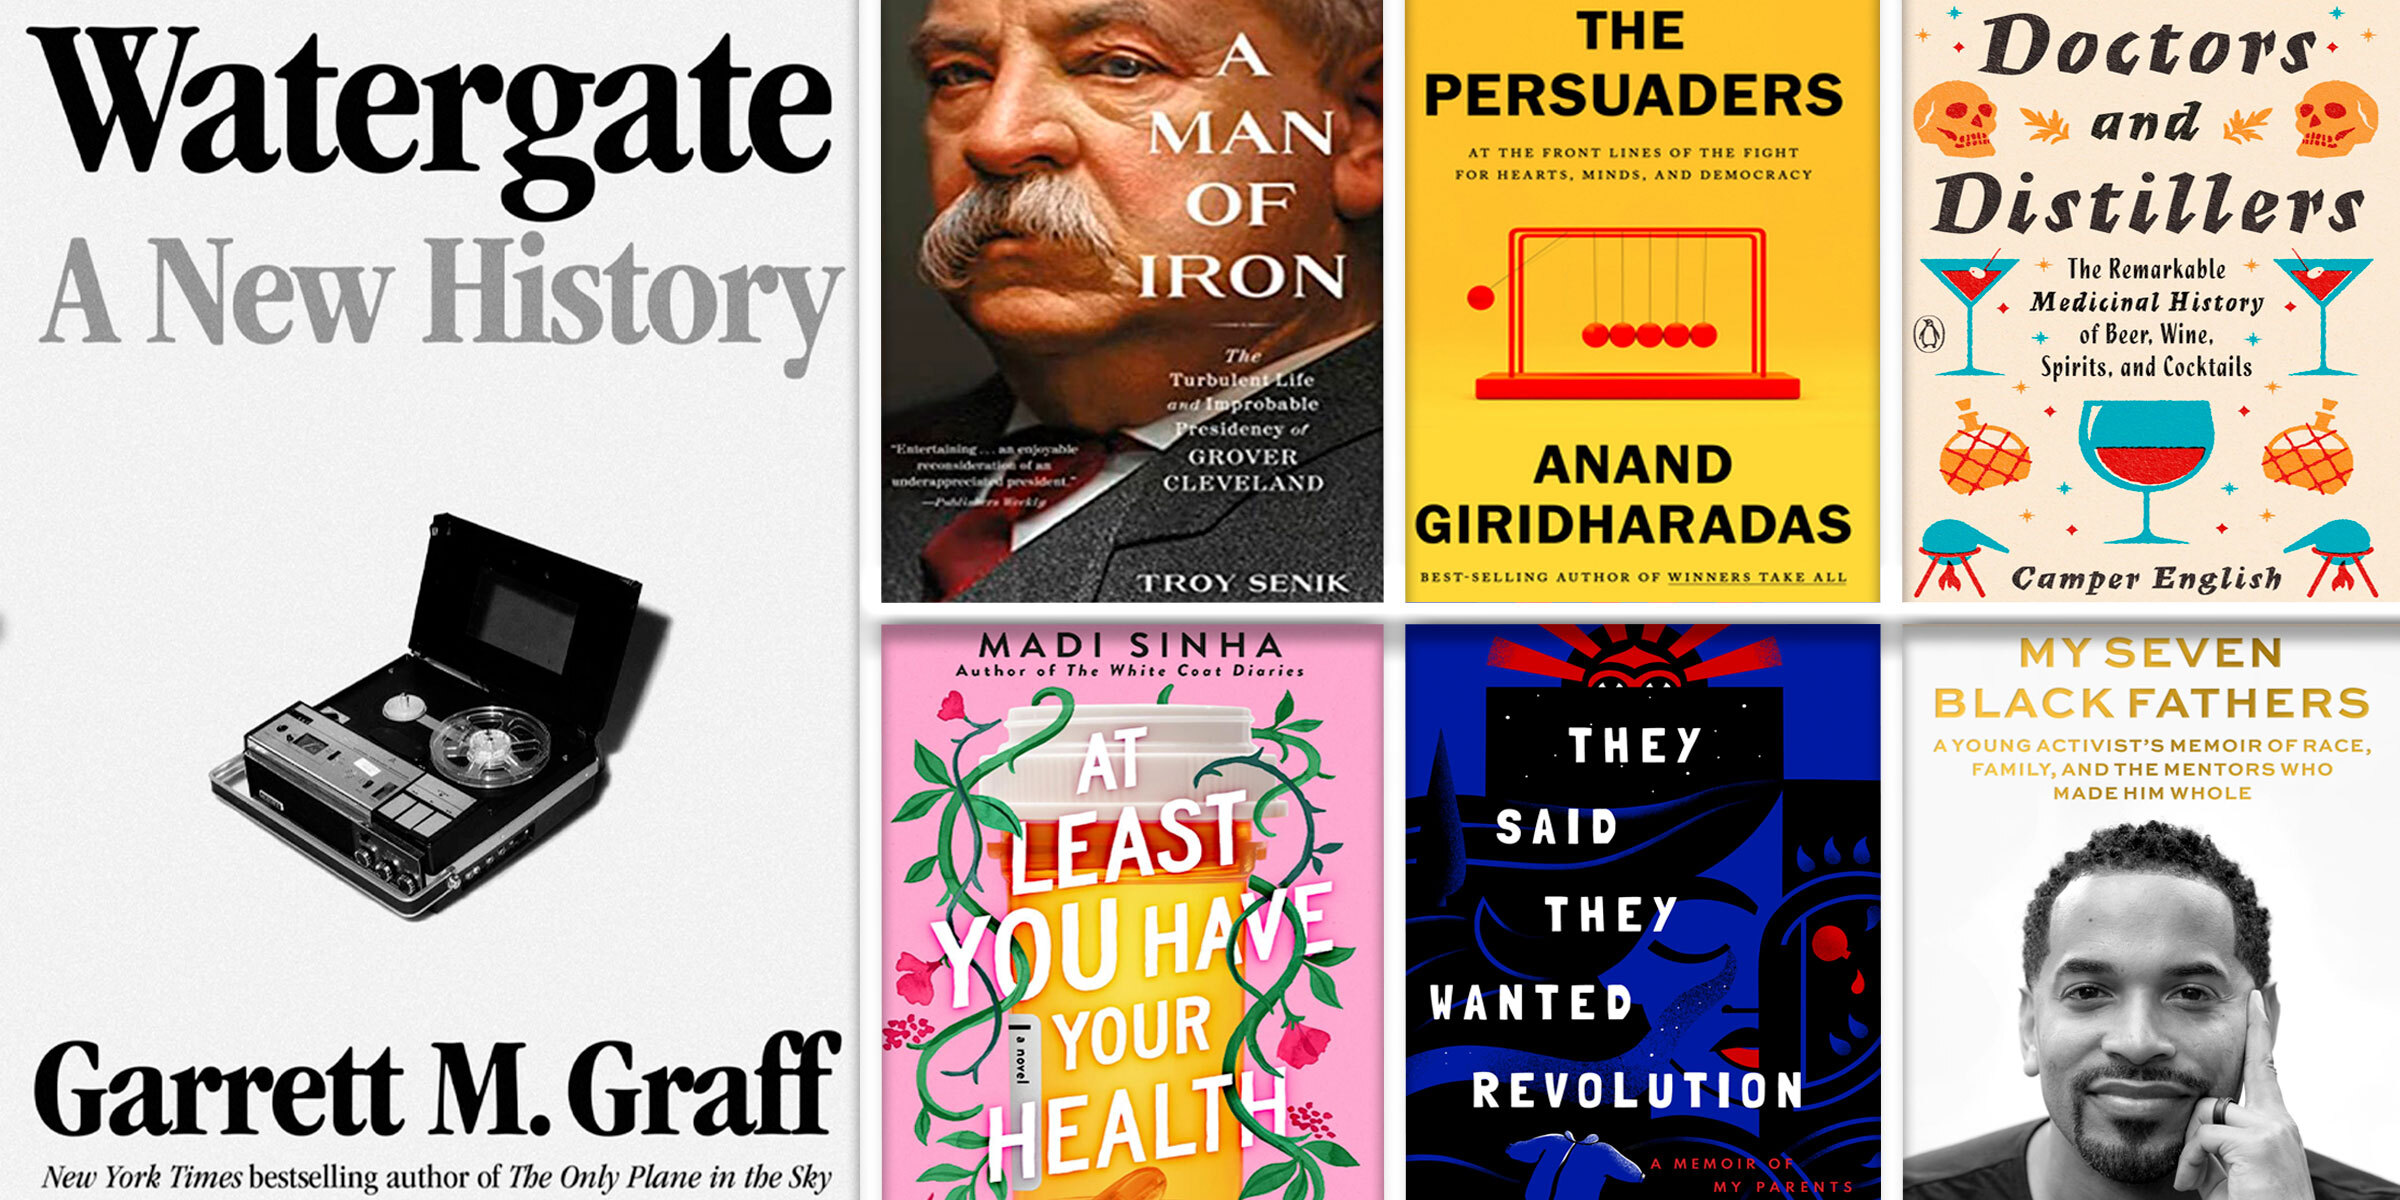 Watergate
A New History
Garrett M. Graff
New York Times bestselling author of The Only Plane in the Sky
A
MAN
OF
IRON
The
Turbulent Life
and Improbable
Presidency of
GROVER
CLEVELAND
"Entertaining . . . an enjoyable
reconsideration of an
underappreciated president."
—Publishers Weekly
TROY SENIK
THE
PERSUADERS
AT THE FRONT LINES OF THE FIGHT
FOR HEARTS, MINDS, AND DEMOCRACY
ANAND
GIRIDHARADAS
BEST-SELLING AUTHOR OF WINNERS TAKE ALL
Doctors
and
Distillers
The Remarkable
Medicinal History
of Beer, Wine,
Spirits, and Cocktails
Camper English
MADI SINHA
Author of The White Coat Diaries
AT
LEAST
YOU HAVE
YOUR
HEALTH
a novel
THEY
SAID
THEY
WANTED
REVOLUTION
A MEMOIR OF
MY PARENTS
MY SEVEN
BLACK FATHERS
A YOUNG ACTIVIST'S MEMOIR OF RACE,
FAMILY, AND THE MENTORS WHO
MADE HIM WHOLE